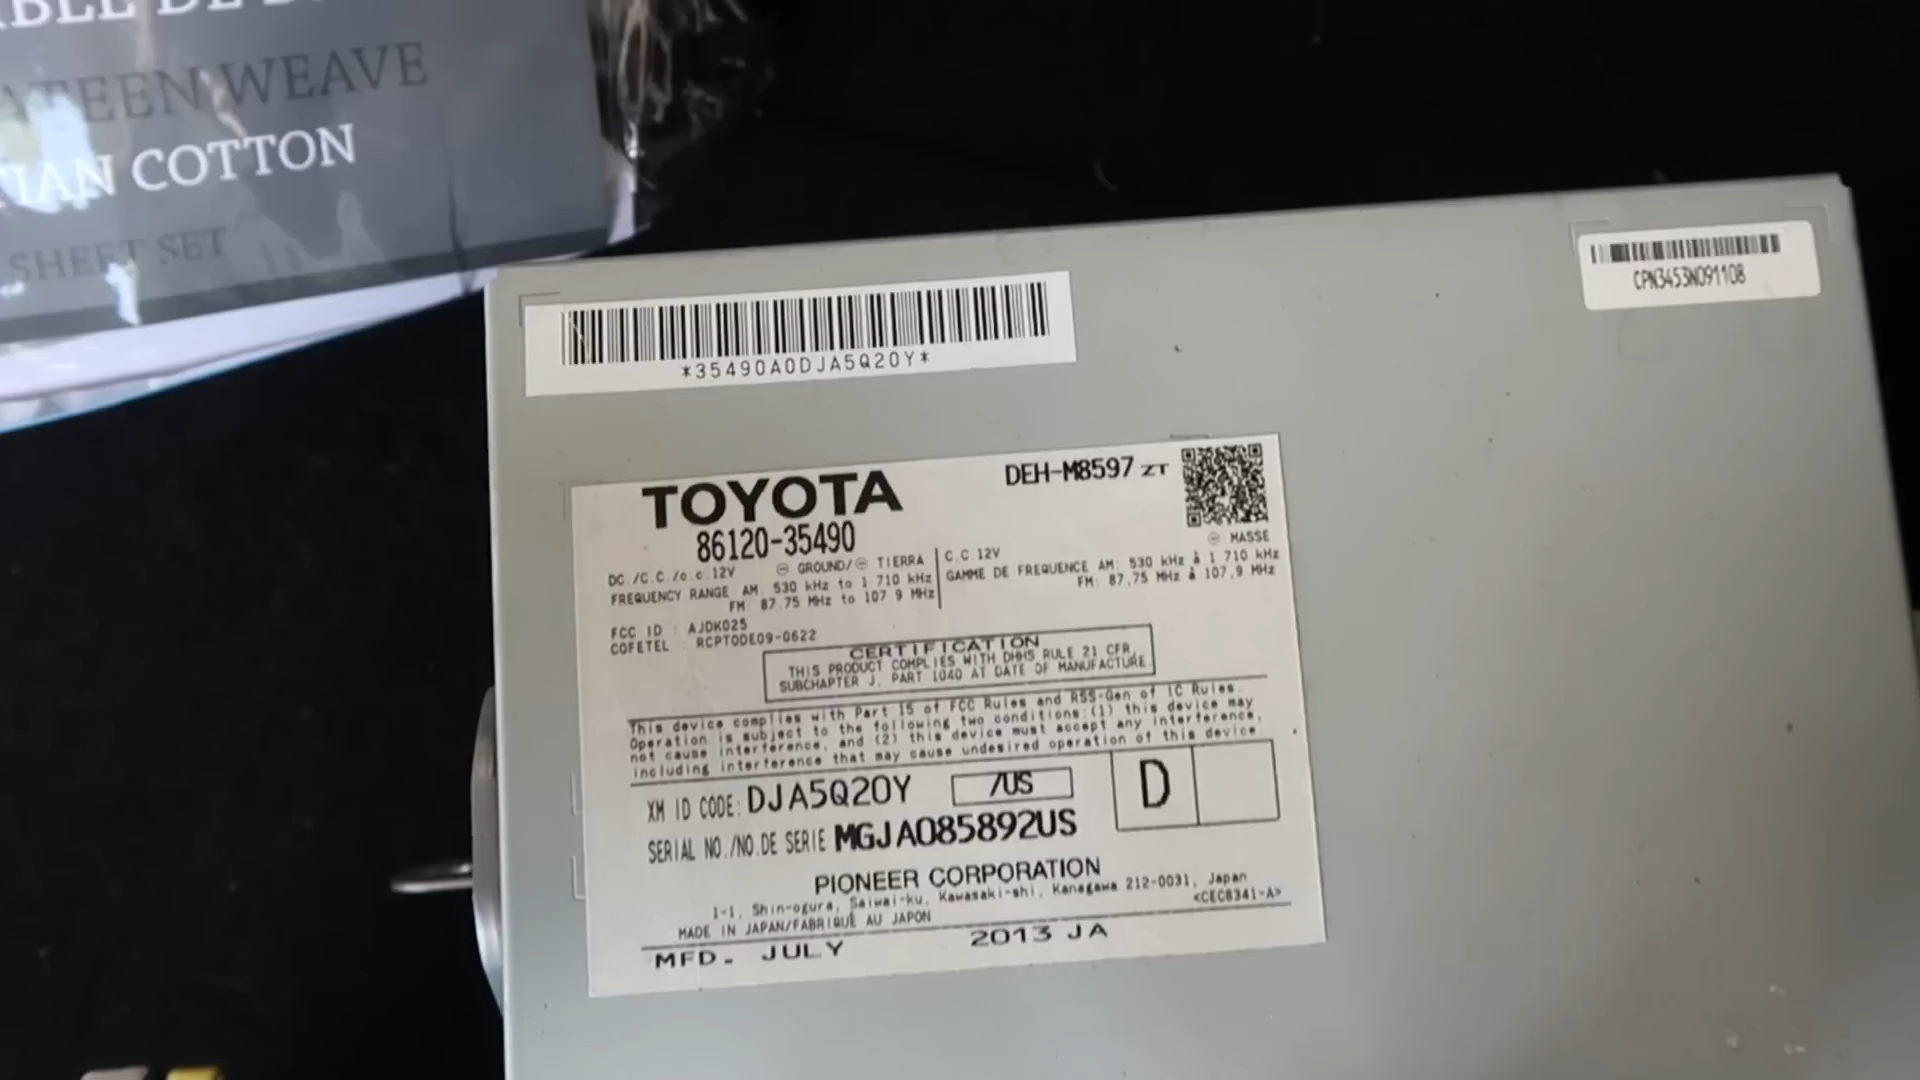 WEAVE
COTTON
SHEET SET
CPN3453N091108
*35490A0DJA5Q20Y*
TOYOTA
DEH-M8597 ZT
86120-35490
DC./C.C./c.c.12V ⊖ GROUND/⊖ TIERRA
FREQUENCY RANGE AM: 530 kHz to 1 710 kHz
FM: 87.75 MHz to 107.9 MHz
C.C.12V ⊖ MASSE
GAMME DE FREQUENCE AM: 530 kHz à 1 710 kHz
FM: 87,75 MHz à 107,9 MHz
FCC ID : AJDK025
COFETEL : RCPTODE09-0622
CERTIFICATION
THIS PRODUCT COMPLIES WITH DHHS RULE 21 CFR,
SUBCHAPTER J, PART 1040 AT DATE OF MANUFACTURE.
This device complies with Part 15 of FCC Rules and RSS-Gen of IC Rules.
Operation is subject to the following two conditions:(1) this device may
not cause interference, and (2) this device must accept any interference,
including interference that may cause undesired operation of this device.
XM ID CODE: DJA5Q20Y /US
D
SERIAL NO./NO.DE SERIE MGJA085892US
PIONEER CORPORATION
1-1, Shin-ogura, Saiwai-ku, Kawasaki-shi, Kanagawa 212-0031, Japan
MADE IN JAPAN/FABRIQUÉ AU JAPON <CEC8341-A>
MFD. JULY 2013 JA